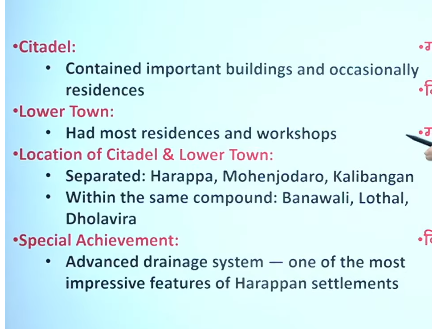 •Citadel:
• Contained important buildings and occasionally
residences
•Lower Town:
• Had most residences and workshops
•Location of Citadel & Lower Town:
• Separated: Harappa, Mohenjodaro, Kalibangan
• Within the same compound: Banawali, Lothal,
Dholavira
•Special Achievement:
• Advanced drainage system — one of the most
impressive features of Harappan settlements